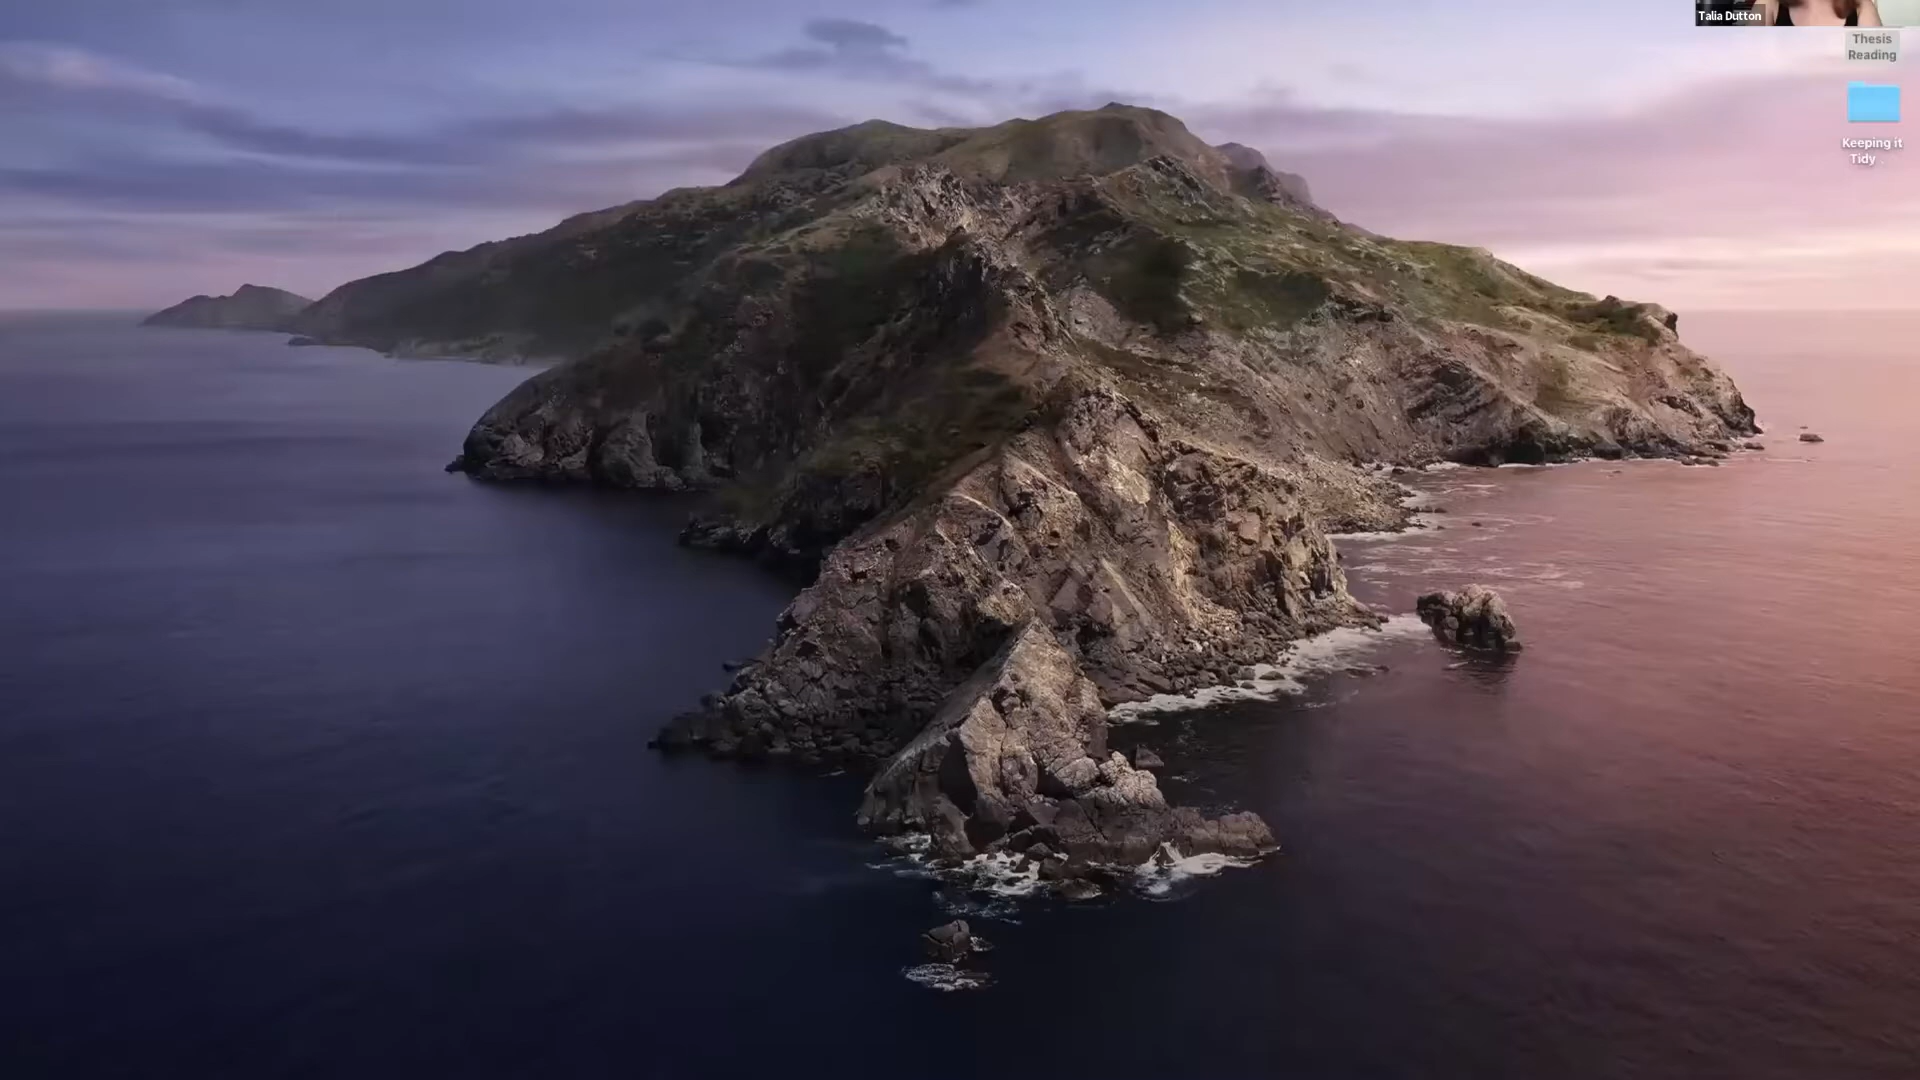 Talia Dutton
Thesis
Reading
Keeping it
Tidy .